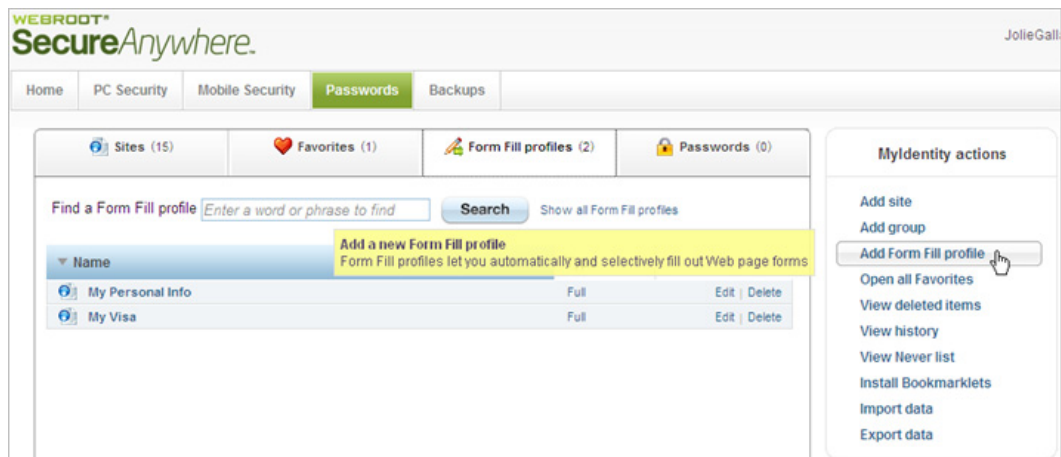 WEBROOT®
SecureAnywhere™
JolieGall
Home PC Security Mobile Security Passwords Backups
Sites (15) Favorites (1) Form Fill profiles (2) Passwords (0)
Find a Form Fill profile Enter a word or phrase to find Search Show all Form Fill profiles
Add a new Form Fill profile
Form Fill profiles let you automatically and selectively fill out Web page forms
Name
My Personal Info Full Edit | Delete
My Visa Full Edit | Delete
MyIdentity actions
Add site
Add group
Add Form Fill profile
Open all Favorites
View deleted items
View history
View Never list
Install Bookmarklets
Import data
Export data